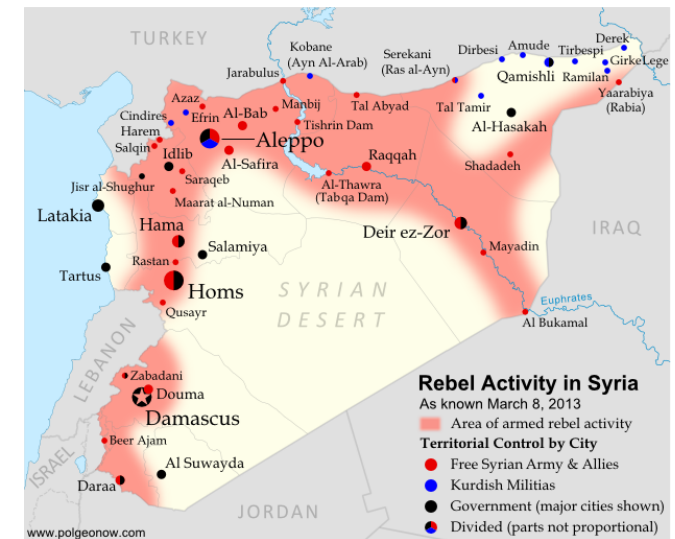 TURKEY
Kobane
(Ayn Al-Arab)
Serekani
(Ras al-Ayn)
Dirbesi
Amude
Tirbespi
Derek
GirkeLege
Qamishli
Ramilan
Jarabulus
Yaarabiya
(Rabia)
Azaz
Al-Bab
Manbij
Tal Abyad
Tal Tamir
Cindires
Efrin
Tishrin Dam
Al-Hasakah
Harem
Aleppo
Salqin
Idlib
Al-Safira
Raqqah
Shadadeh
Saraqeb
Al-Thawra
(Tabqa Dam)
Jisr al-Shughur
Maarat al-Numan
Latakia
Hama
Deir ez-Zor
IRAQ
Salamiya
Mayadin
Rastan
Tartus
Homs
SYRIAN
DESERT
Euphrates
Qusayr
Al Bukamal
LEBANON
Zabadani
Douma
Damascus
Beer Ajam
Al Suwayda
ISRAEL
Daraa
JORDAN
Rebel Activity in Syria
As known March 8, 2013
Area of armed rebel activity
Territorial Control by City
Free Syrian Army & Allies
Kurdish Militias
Government (major cities shown)
Divided (parts not proportional)
www.polgeonow.com